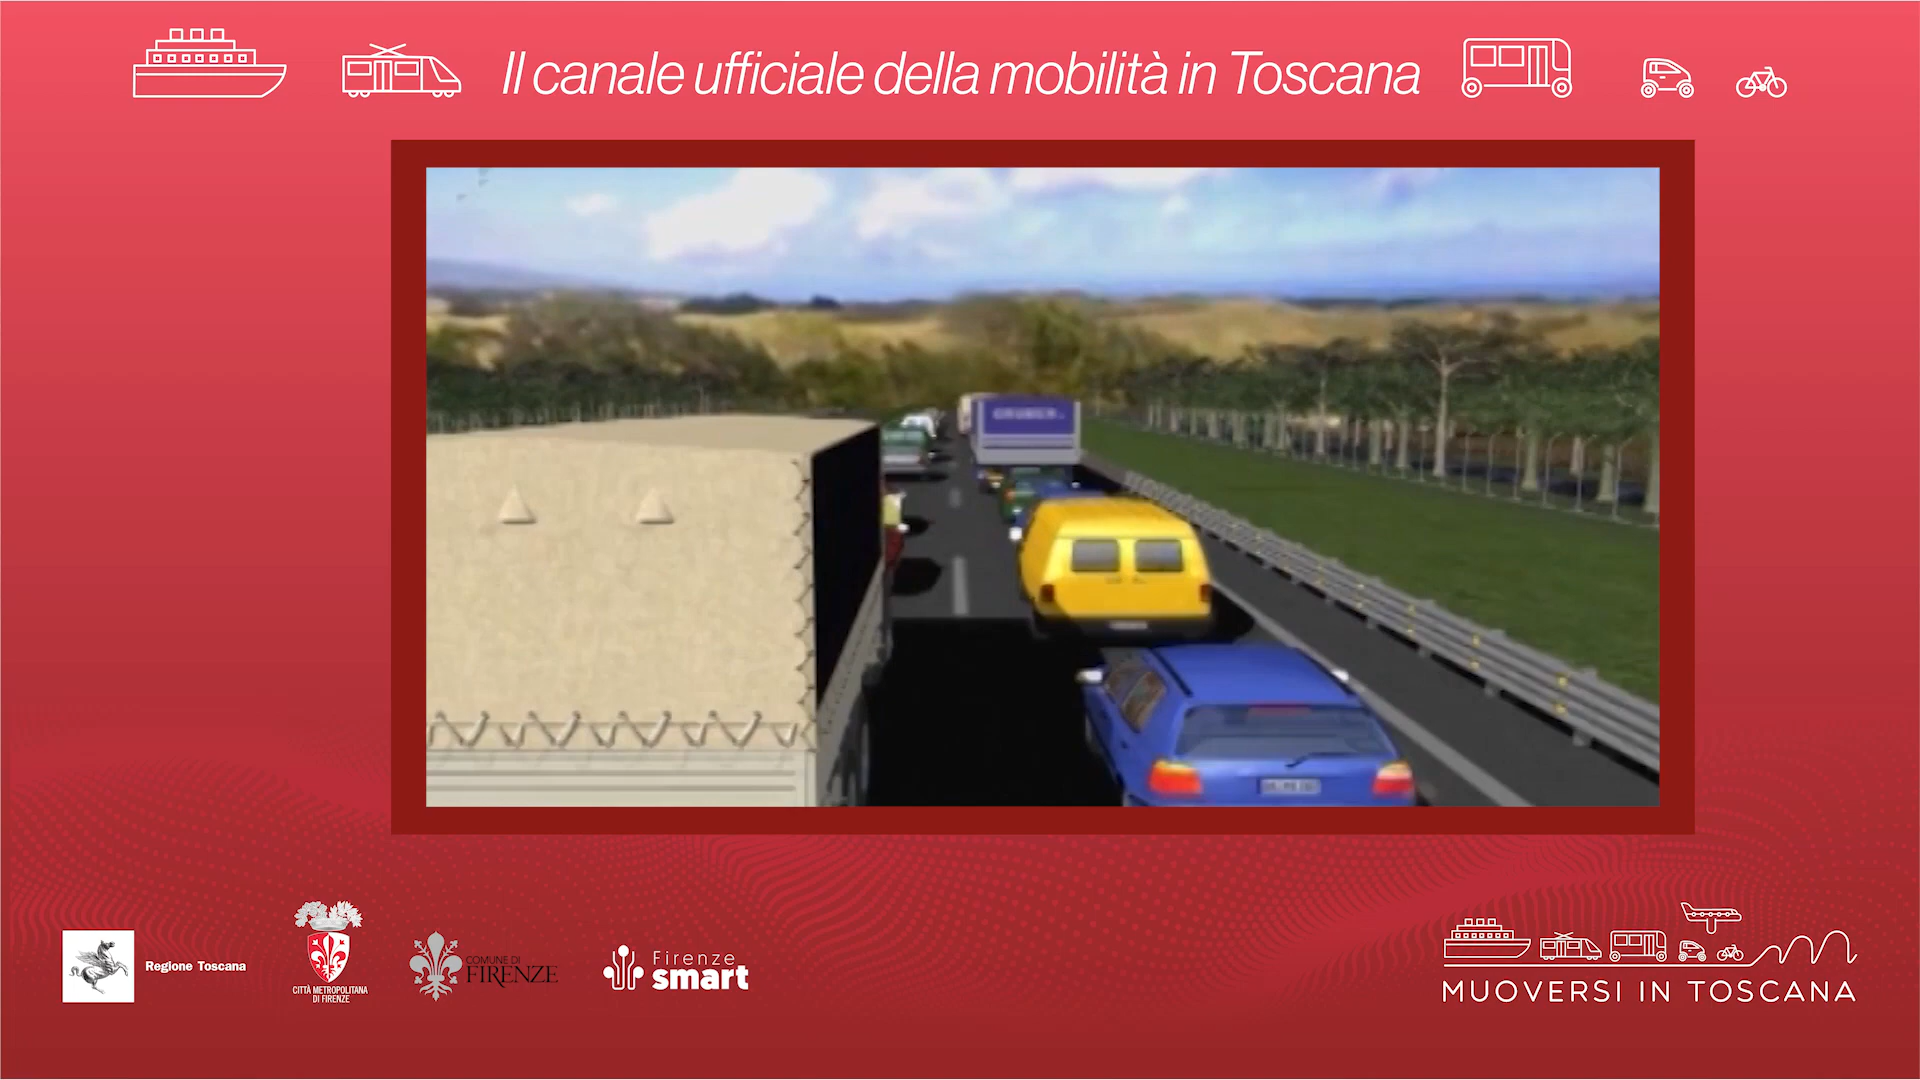 Il canale ufficiale della mobilità in Toscana
Regione Toscana
CITTÀ METROPOLITANA
DI FIRENZE
COMUNE DI
FIRENZE
Firenze
smart
MUOVERSI IN TOSCANA